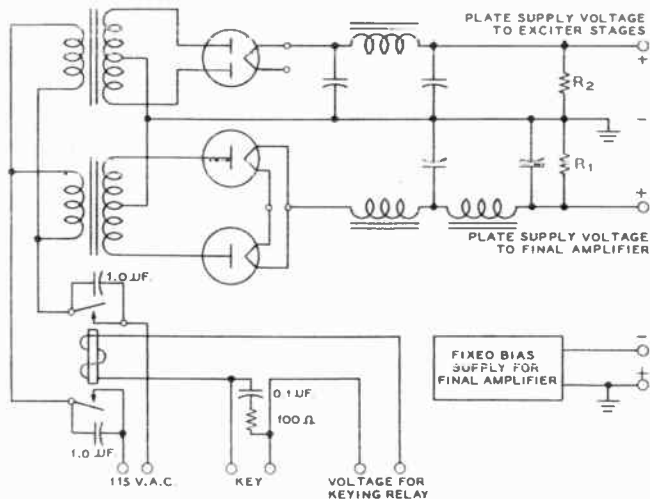 PLATE SUPPLY VOLTAGE
TO EXCITER STAGES
+
R2
-
R1
+
PLATE SUPPLY VOLTAGE
TO FINAL AMPLIFIER
1.0 UF.
FIXED BIAS
SUPPLY FOR
FINAL AMPLIFIER
-
+
0.1 UF.
100 Ω
1.0 UF.
115 V.A.C.
KEY
VOLTAGE FOR
KEYING RELAY